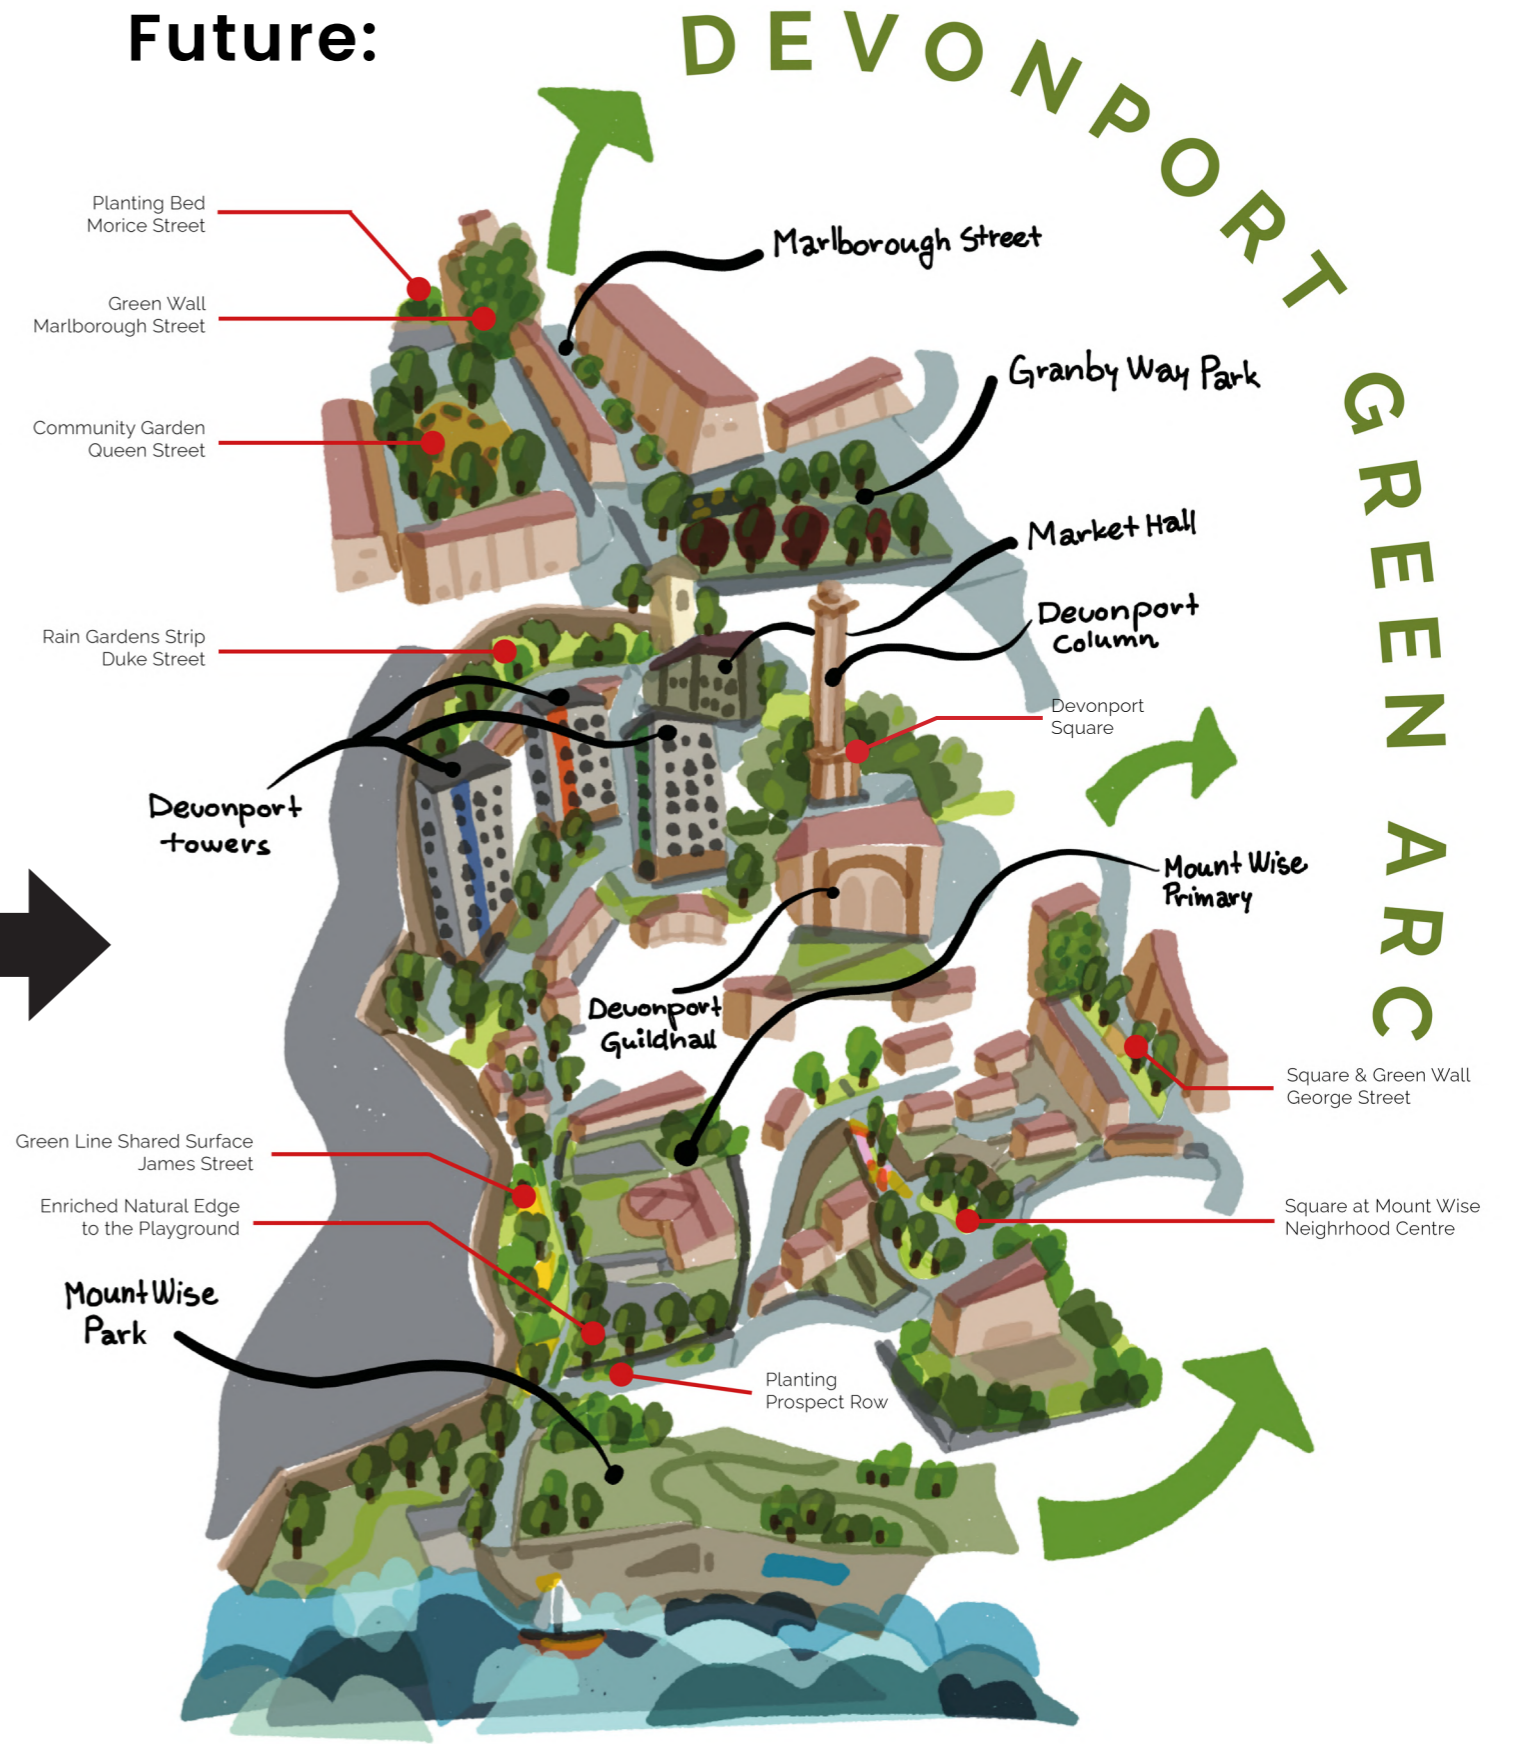 Future:
DEVONPORT GREEN ARC
Planting Bed
Morice Street
Green Wall
Marlborough Street
Marlborough Street
Granby Way Park
Community Garden
Queen Street
Market Hall
Devonport
Column
Rain Gardens Strip
Duke Street
Devonport
Square
Devonport
towers
Mount Wise
Primary
Devonport
Guildhall
Square & Green Wall
George Street
Green Line Shared Surface
James Street
Enriched Natural Edge
to the Playground
Square at Mount Wise
Neighrhood Centre
Mount Wise
Park
Planting
Prospect Row